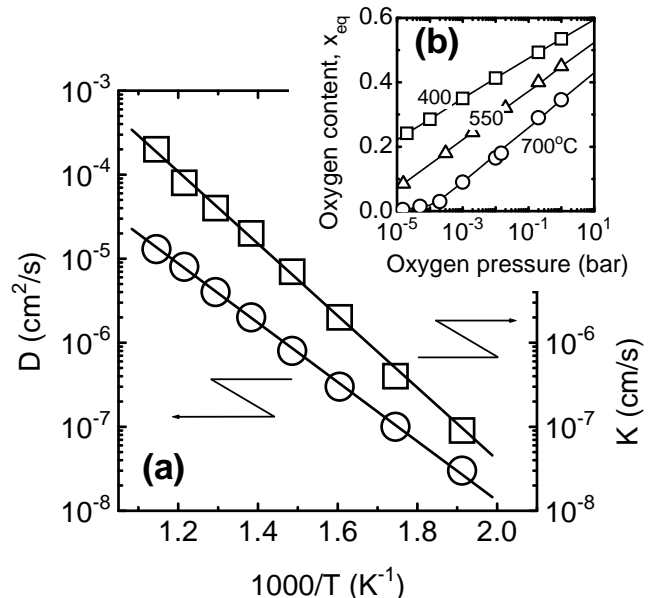 (b)
Oxygen content, x_eq
0.6
0.4
0.2
0.0
400
550
700°C
10⁻⁵ 10⁻³ 10⁻¹ 10¹
Oxygen pressure (bar)
D (cm²/s)
10⁻³
10⁻⁴
10⁻⁵
10⁻⁶
10⁻⁷
10⁻⁸
K (cm/s)
10⁻⁶
10⁻⁷
10⁻⁸
(a)
1.2 1.4 1.6 1.8 2.0
1000/T (K⁻¹)